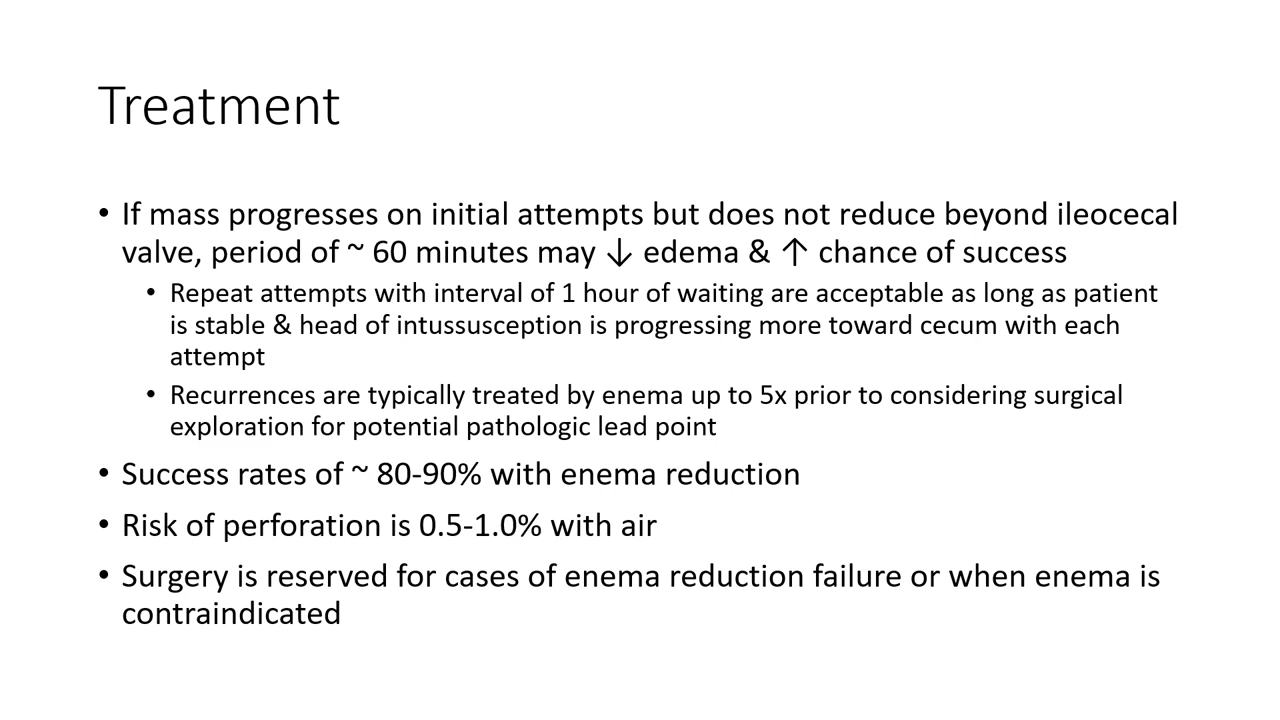 Treatment
• If mass progresses on initial attempts but does not reduce beyond ileocecal
valve, period of ~ 60 minutes may ↓ edema & ↑ chance of success
• Repeat attempts with interval of 1 hour of waiting are acceptable as long as patient
is stable & head of intussusception is progressing more toward cecum with each
attempt
• Recurrences are typically treated by enema up to 5x prior to considering surgical
exploration for potential pathologic lead point
• Success rates of ~ 80-90% with enema reduction
• Risk of perforation is 0.5-1.0% with air
• Surgery is reserved for cases of enema reduction failure or when enema is
contraindicated